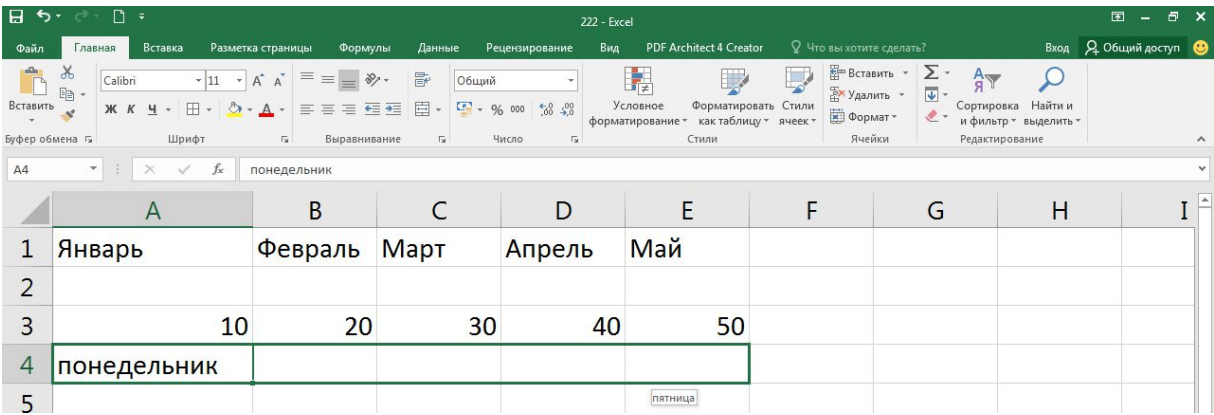 222 - Excel
Файл Главная Вставка Разметка страницы Формулы Данные Рецензирование Вид PDF Architect 4 Creator Что вы хотите сделать? Вход Общий доступ
Вставить
Буфер обмена
Calibri 11
Ж К Ч
Шрифт
Выравнивание
Общий
% 000
Число
Условное форматирование
Форматировать как таблицу
Стили ячеек
Стили
Вставить
Удалить
Формат
Ячейки
Сортировка и фильтр
Найти и выделить
Редактирование
A4 fx понедельник
A B C D E F G H I
1 Январь Февраль Март Апрель Май
2
3 10 20 30 40 50
4 понедельник
пятница
5